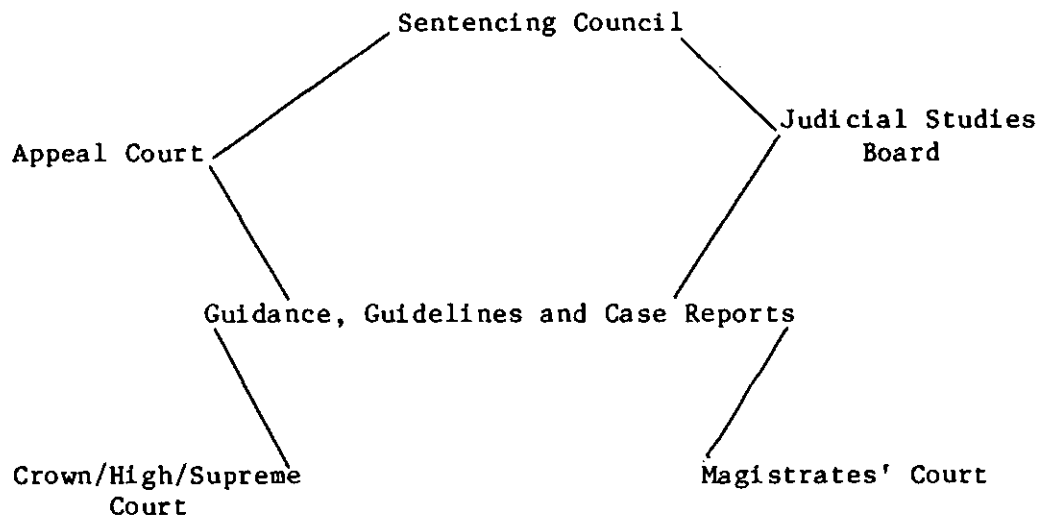 Sentencing Council
Appeal Court
Judicial Studies
Board
Guidance, Guidelines and Case Reports
Crown/High/Supreme
Court
Magistrates' Court